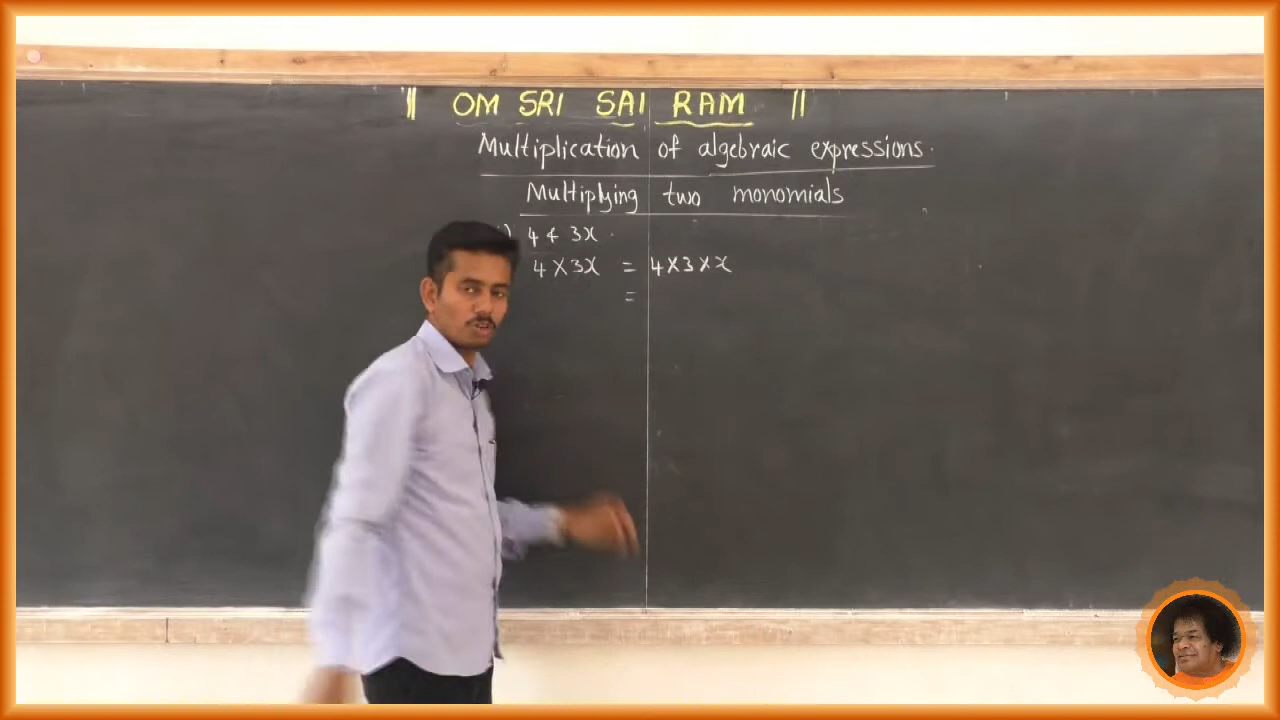 || OM SRI SAI RAM ||
Multiplication of algebraic expressions.
Multiplying two monomials
i) 4 & 3x.
4 × 3x = 4×3×x
=